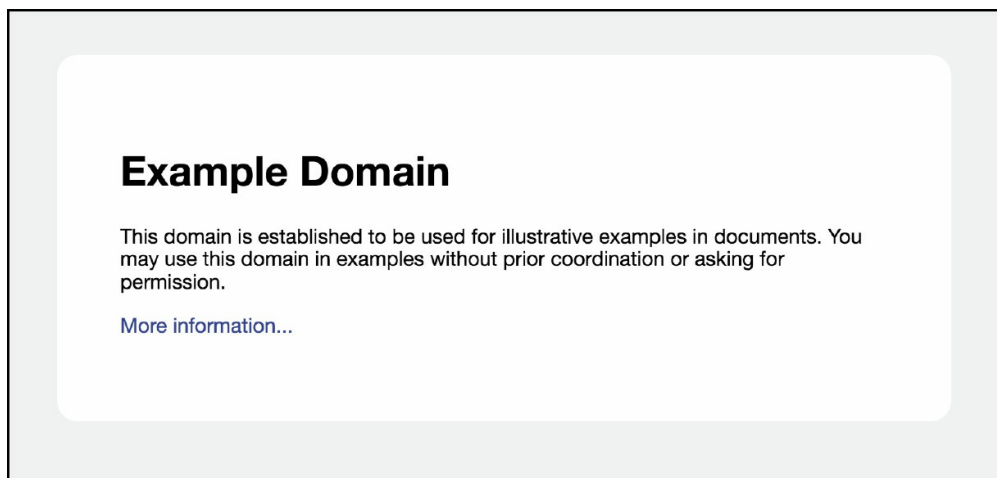 Example Domain
This domain is established to be used for illustrative examples in documents. You
may use this domain in examples without prior coordination or asking for
permission.
More information...